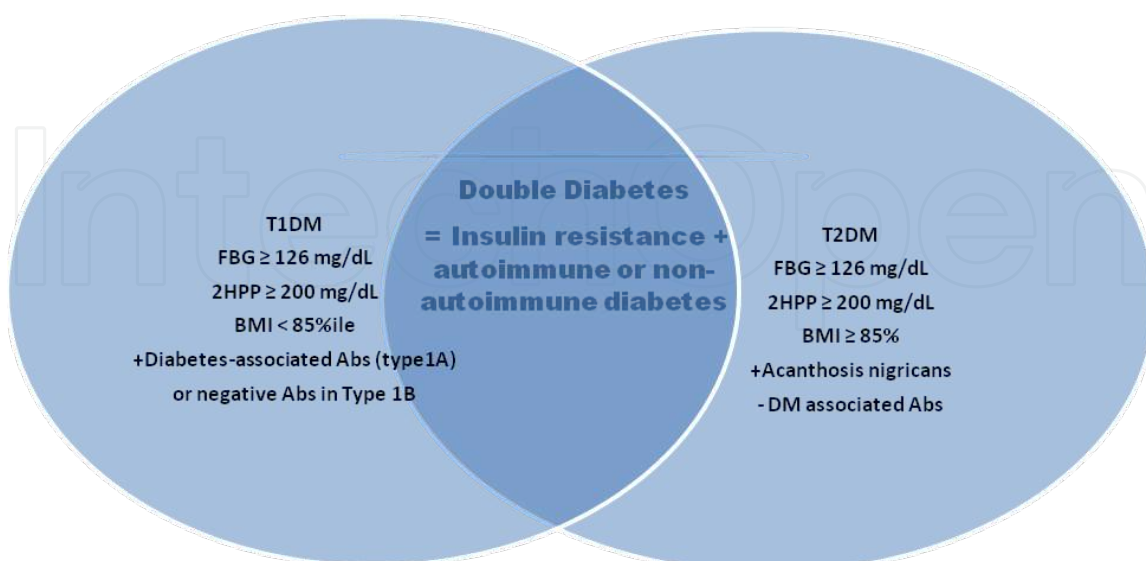 IntechOpen
Double Diabetes
= Insulin resistance +
autoimmune or non-
autoimmune diabetes
T1DM
FBG ≥ 126 mg/dL
2HPP ≥ 200 mg/dL
BMI < 85%ile
+Diabetes-associated Abs (type1A)
or negative Abs in Type 1B
T2DM
FBG ≥ 126 mg/dL
2HPP ≥ 200 mg/dL
BMI ≥ 85%
+Acanthosis nigricans
- DM associated Abs